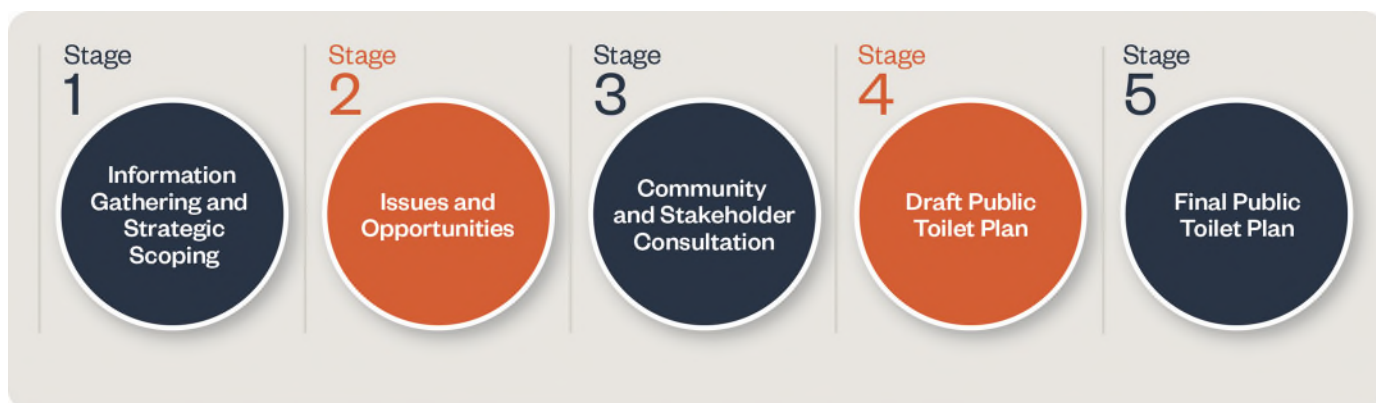 Stage
1
Information
Gathering and
Strategic
Scoping
Stage
2
Issues and
Opportunities
Stage
3
Community
and Stakeholder
Consultation
Stage
4
Draft Public
Toilet Plan
Stage
5
Final Public
Toilet Plan